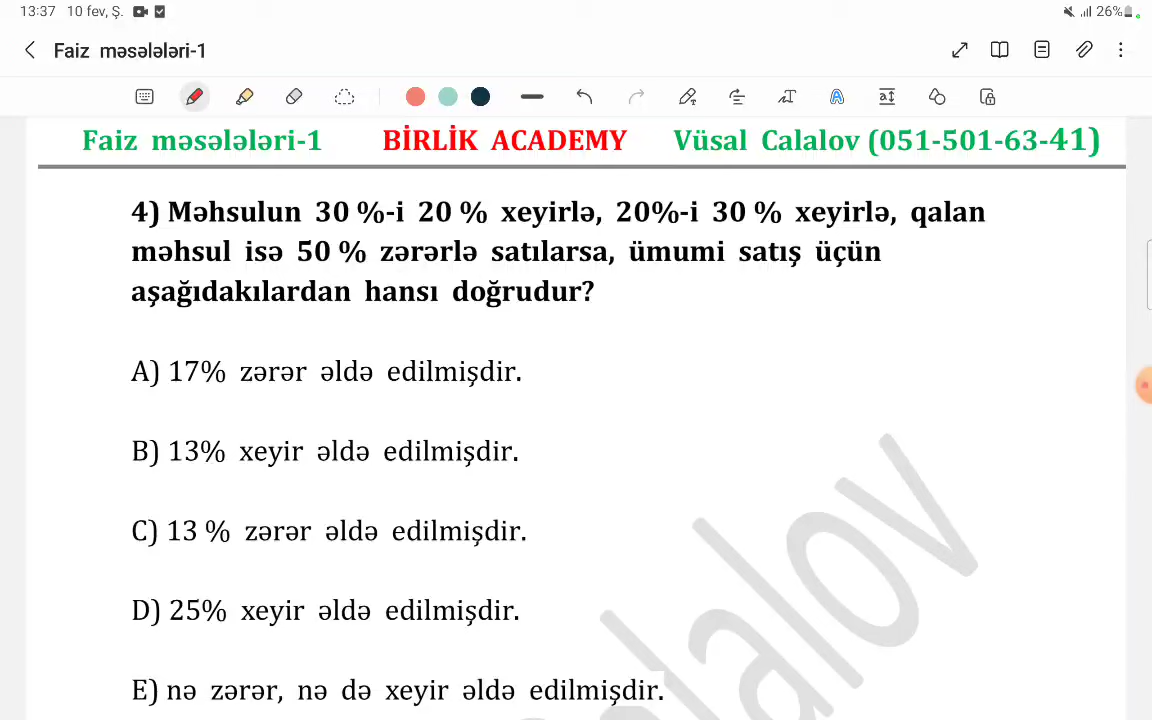 13:37 10 fev, Ş. 26%
Faiz məsələləri-1
Faiz məsələləri-1 BİRLİK ACADEMY Vüsal Calalov (051-501-63-41)
4) Məhsulun 30 %-i 20 % xeyirlə, 20%-i 30 % xeyirlə, qalan
məhsul isə 50 % zərərlə satılarsa, ümumi satış üçün
aşağıdakılardan hansı doğrudur?
A) 17% zərər əldə edilmişdir.
B) 13% xeyir əldə edilmişdir.
C) 13 % zərər əldə edilmişdir.
D) 25% xeyir əldə edilmişdir.
E) nə zərər, nə də xeyir əldə edilmişdir.
alalov